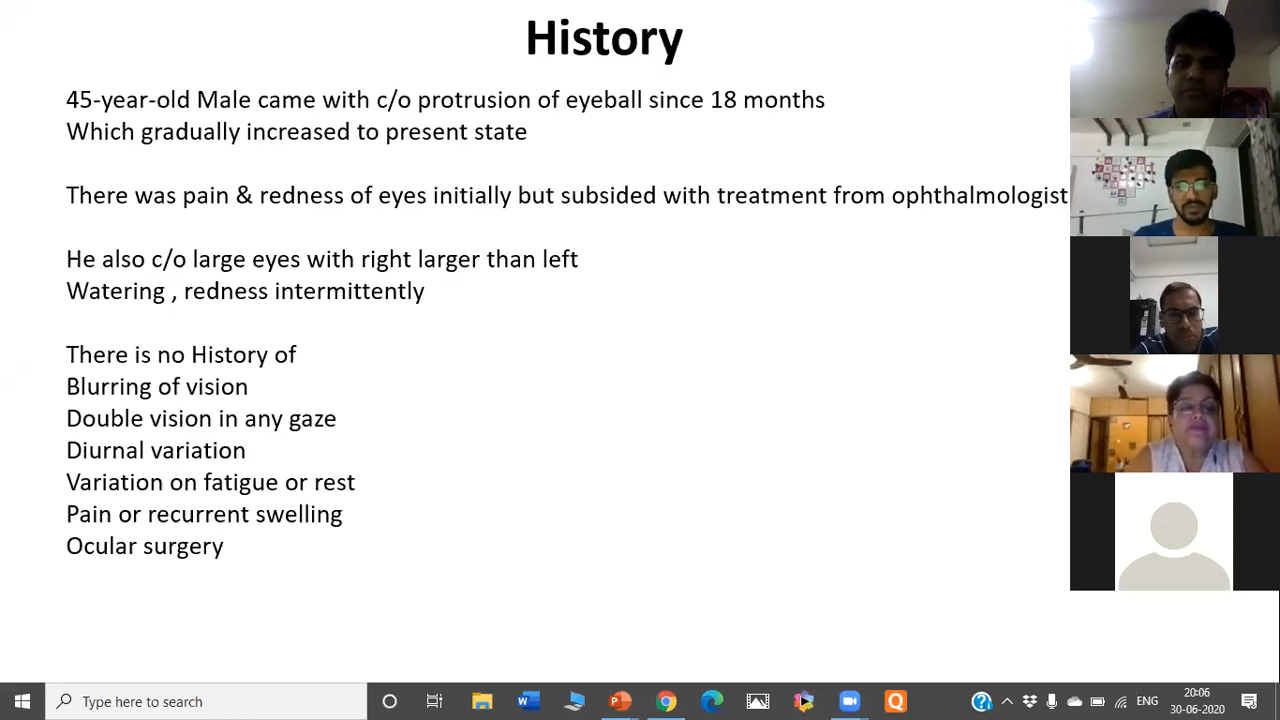 History
45-year-old Male came with c/o protrusion of eyeball since 18 months
Which gradually increased to present state
There was pain & redness of eyes initially but subsided with treatment from ophthalmologist
He also c/o large eyes with right larger than left
Watering , redness intermittently
There is no History of
Blurring of vision
Double vision in any gaze
Diurnal variation
Variation on fatigue or rest
Pain or recurrent swelling
Ocular surgery
Type here to search
ENG
20:06
30-06-2020